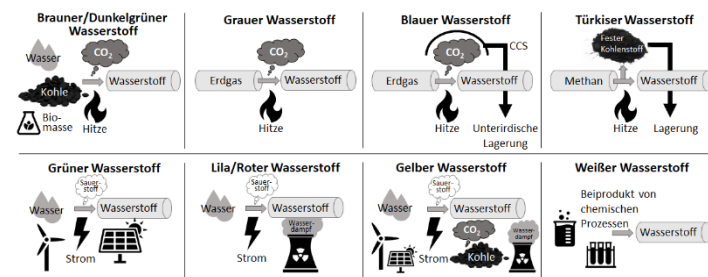 Brauner/Dunkelgrüner
Wasserstoff
Wasser
CO2
Wasserstoff
Kohle
Bio-
masse
Hitze
Grauer Wasserstoff
CO2
Erdgas
Wasserstoff
Hitze
Blauer Wasserstoff
CO2
CCS
Erdgas
Wasserstoff
Hitze
Unterirdische
Lagerung
Türkiser Wasserstoff
Fester
Kohlenstoff
Methan
Wasserstoff
Hitze
Lagerung
Grüner Wasserstoff
Sauer-
stoff
Wasser
Wasserstoff
Strom
Lila/Roter Wasserstoff
Sauer-
stoff
Wasser
Wasserstoff
Wasser-
dampf
Strom
Gelber Wasserstoff
Sauer-
stoff
Wasser
Wasserstoff
CO2
Wasser-
dampf
Kohle
Strom
Weißer Wasserstoff
Beiprodukt von
chemischen
Prozessen
Wasserstoff